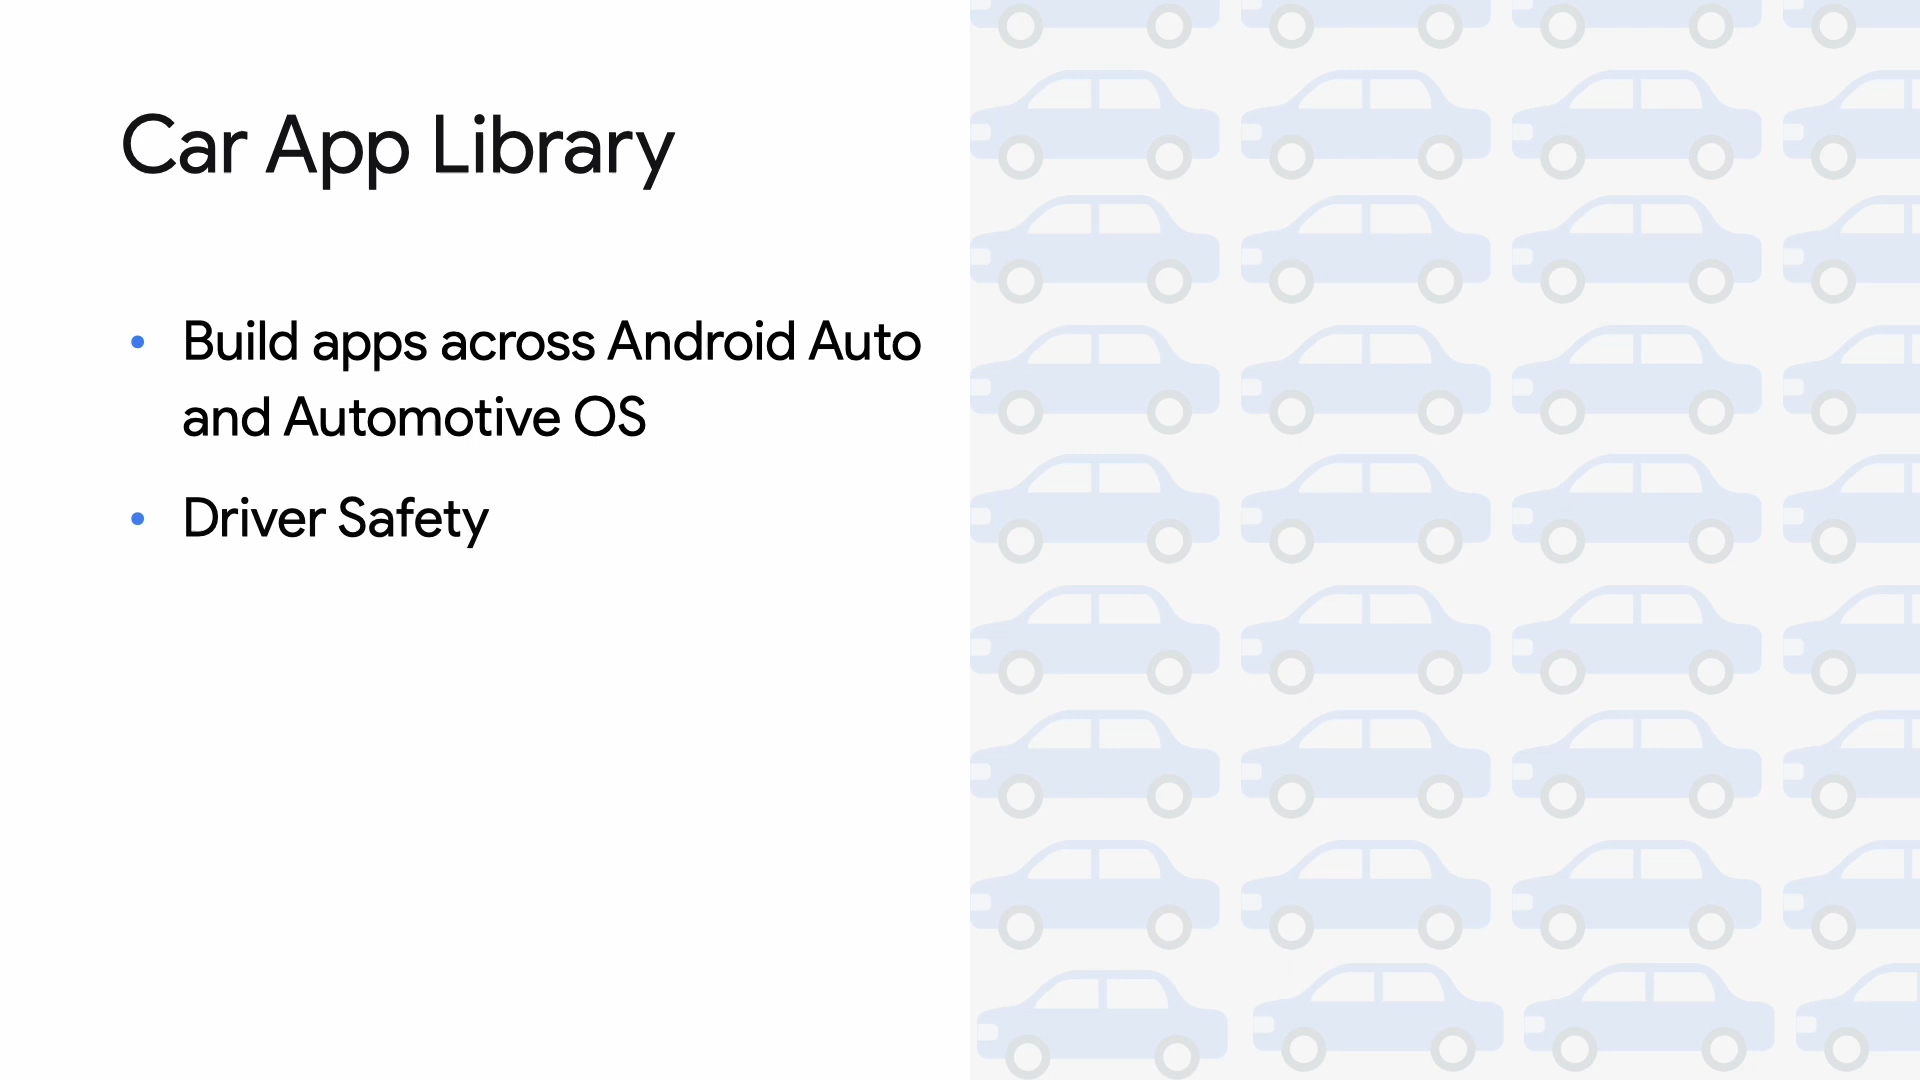 Car App Library
• Build apps across Android Auto
and Automotive OS
• Driver Safety